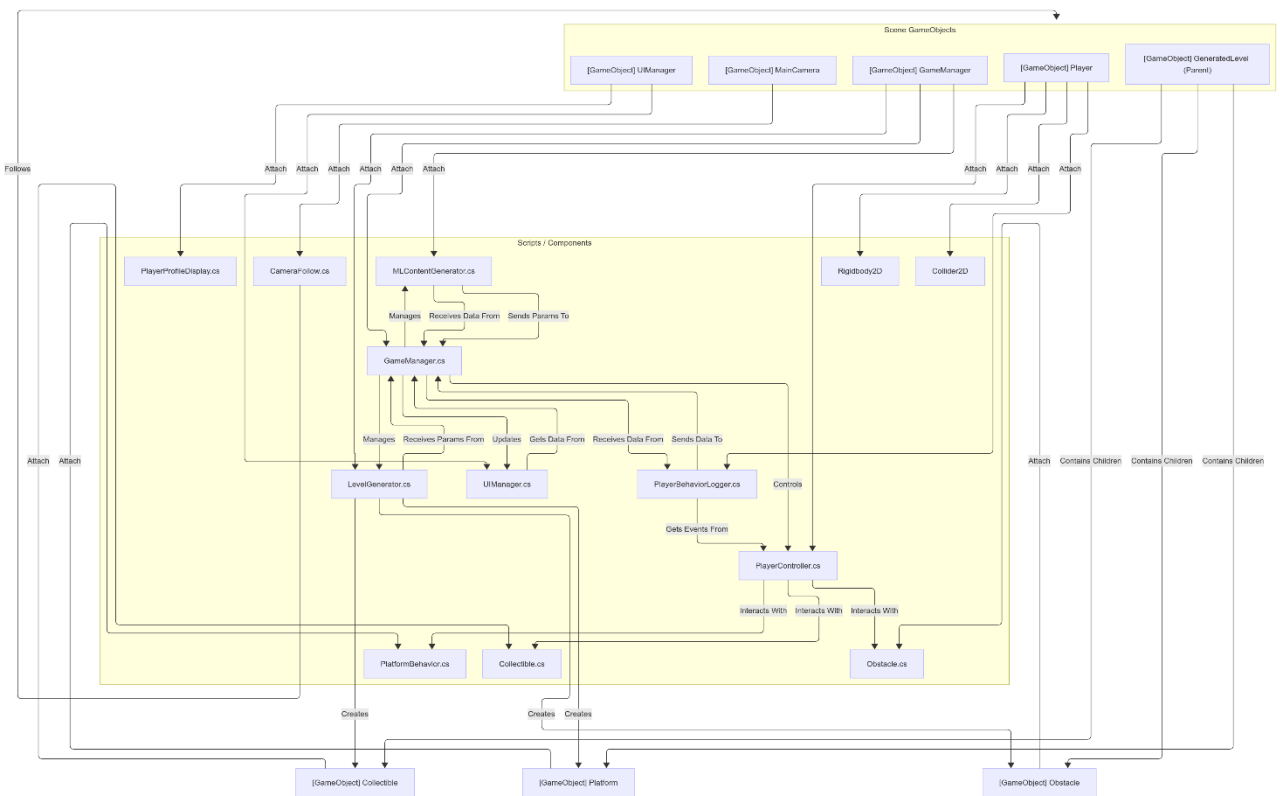 Scene GameObjects
[GameObject] UIManager
[GameObject] MainCamera
[GameObject] GameManager
[GameObject] Player
[GameObject] GeneratedLevel
(Parent)
Follows
Attach
Attach
Attach
Attach
Attach
Attach
Attach
Attach
Attach
Attach
Scripts / Components
PlayerProfileDisplay.cs
CameraFollow.cs
MLContentGenerator.cs
Rigidbody2D
Collider2D
Manages
Receives Data From
Sends Params To
GameManager.cs
Manages
Receives Params From
Updates
Gets Data From
Receives Data From
Sends Data To
Attach
Attach
Attach
Contains Children
Contains Children
Contains Children
LevelGenerator.cs
UIManager.cs
PlayerBehaviorLogger.cs
Controls
Gets Events From
PlayerController.cs
Interacts With
Interacts With
Interacts With
PlatformBehavior.cs
Collectible.cs
Obstacle.cs
Creates
Creates
Creates
[GameObject] Collectible
[GameObject] Platform
[GameObject] Obstacle